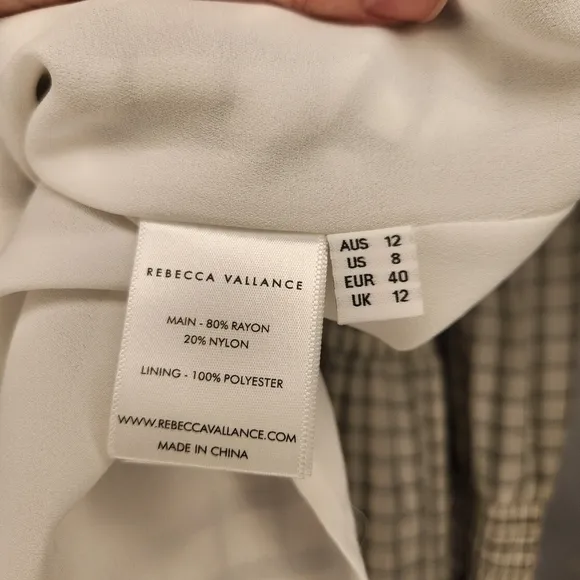 REBECCA VALLANCE
MAIN - 80% RAYON
20% NYLON
LINING - 100% POLYESTER
WWW.REBECCAVALLANCE.COM
MADE IN CHINA
AUS 12
US 8
EUR 40
UK 12